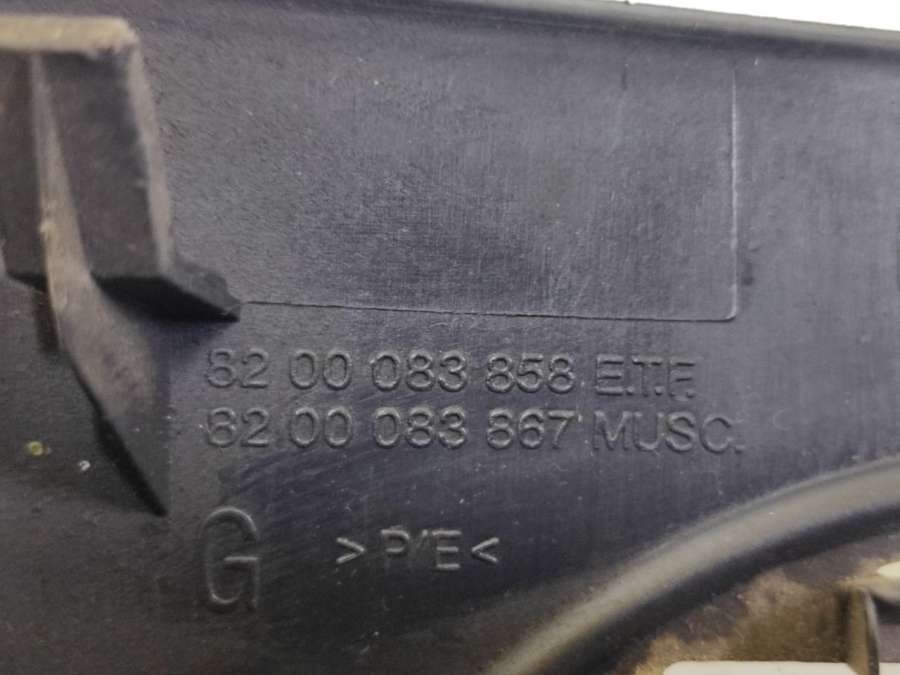 82 00 083 858 E.T.F.
82 00 083 867 MUSC.
G >P/E<